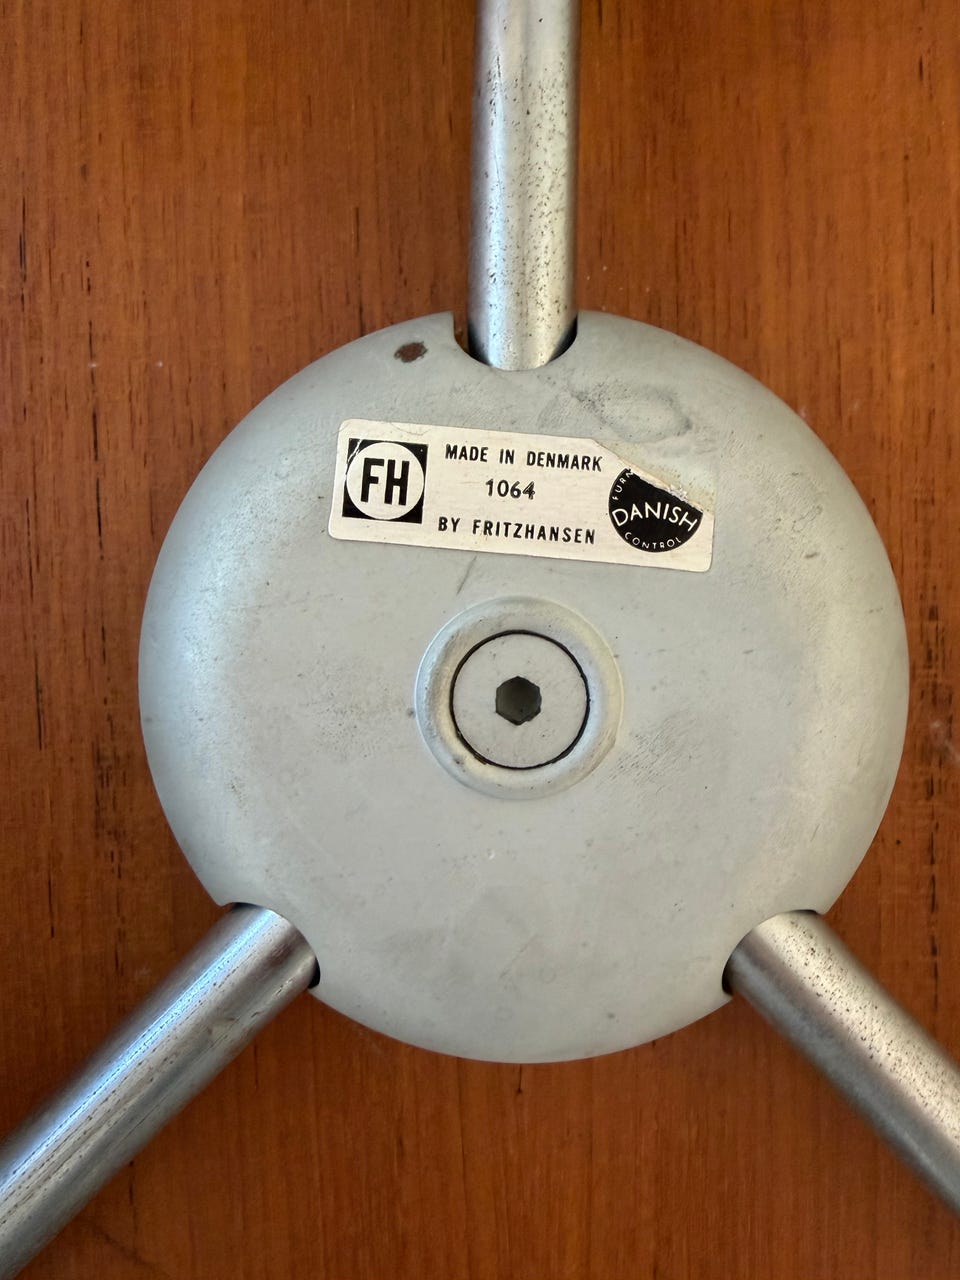 FH
MADE IN DENMARK
1064
BY FRITZHANSEN
DANISH
CONTROL